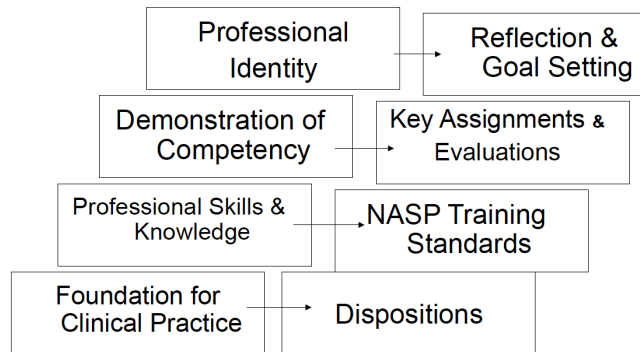 Professional
Identity
Reflection &
Goal Setting
Demonstration of
Competency
Key Assignments &
Evaluations
Professional Skills &
Knowledge
NASP Training
Standards
Foundation for
Clinical Practice
Dispositions